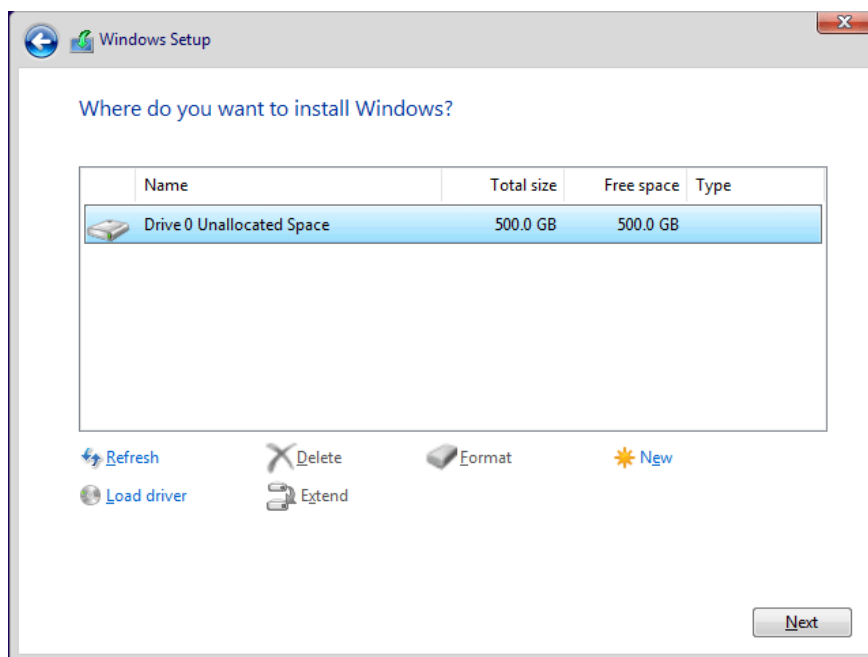 Windows Setup
Where do you want to install Windows?
Name Total size Free space Type
Drive 0 Unallocated Space 500.0 GB 500.0 GB
Refresh Delete Format New
Load driver Extend
Next